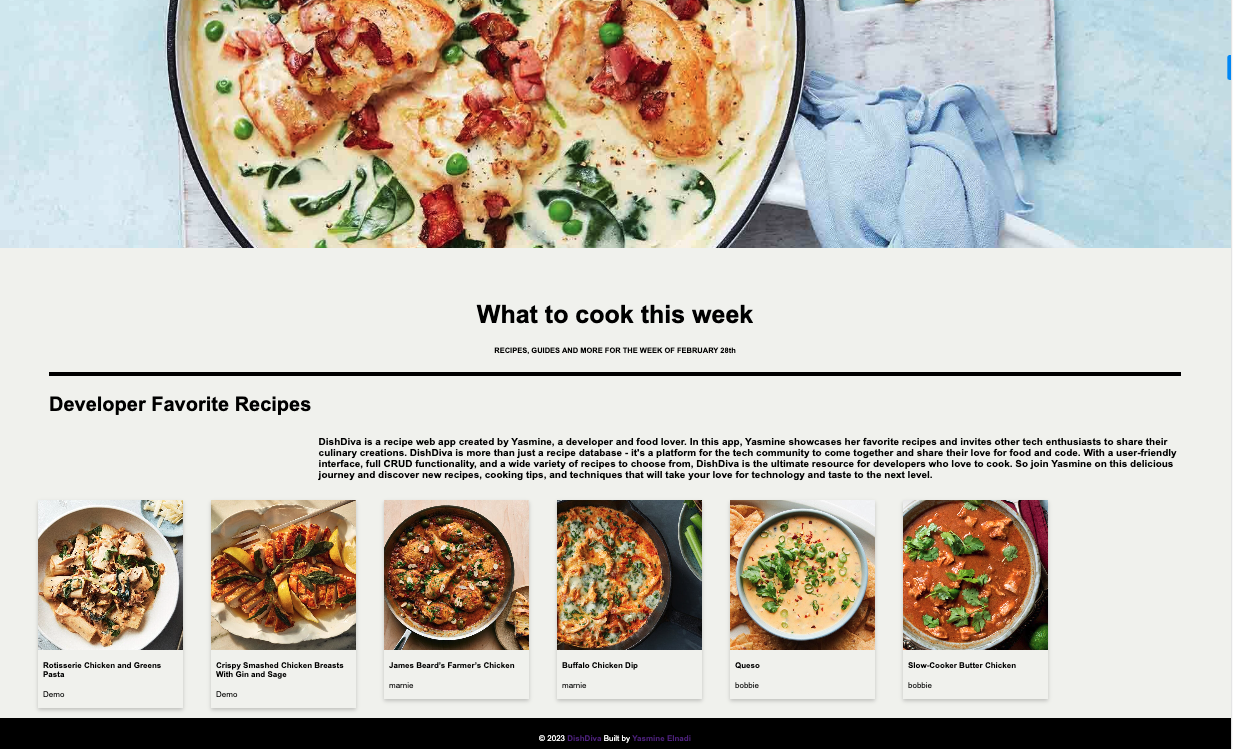 What to cook this week
RECIPES, GUIDES AND MORE FOR THE WEEK OF FEBRUARY 28th
Developer Favorite Recipes
DishDiva is a recipe web app created by Yasmine, a developer and food lover. In this app, Yasmine showcases her favorite recipes and invites other tech enthusiasts to share their
culinary creations. DishDiva is more than just a recipe database - it's a platform for the tech community to come together and share their love for food and code. With a user-friendly
interface, full CRUD functionality, and a wide variety of recipes to choose from, DishDiva is the ultimate resource for developers who love to cook. So join Yasmine on this delicious
journey and discover new recipes, cooking tips, and techniques that will take your love for technology and taste to the next level.
Rotisserie Chicken and Greens
Pasta
Demo
Crispy Smashed Chicken Breasts
With Gin and Sage
Demo
James Beard's Farmer's Chicken
marnie
Buffalo Chicken Dip
marnie
Queso
bobbie
Slow-Cooker Butter Chicken
bobbie
© 2023 DishDiva Built by Yasmine Elnadi